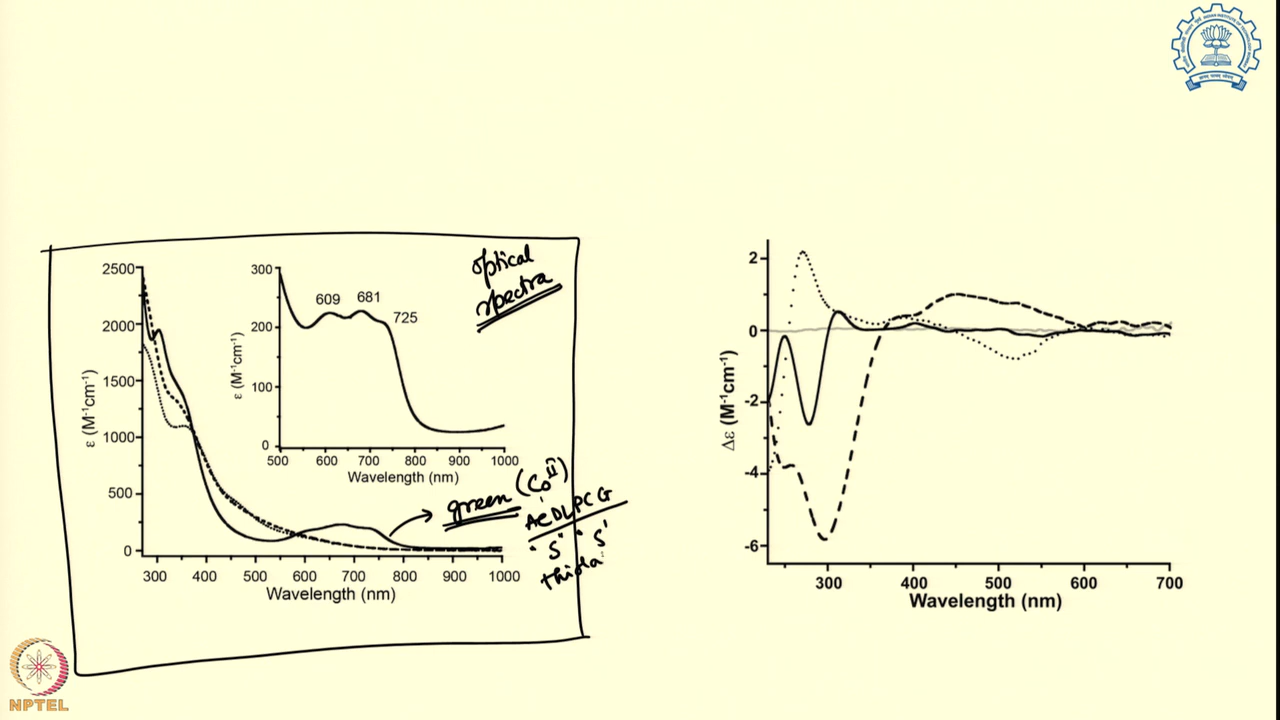 optical
spectra
2500
2000
1500
1000
500
0
ε (M⁻¹cm⁻¹)
300 400 500 600 700 800 900 1000
Wavelength (nm)
300
200
100
0
ε (M⁻¹cm⁻¹)
609 681 725
500 600 700 800 900 1000
Wavelength (nm)
green (Co^II)
ACDLPCG
"S" "S"
thiola
2
0
-2
-4
-6
Δε (M⁻¹cm⁻¹)
300 400 500 600 700
Wavelength (nm)
NPTEL